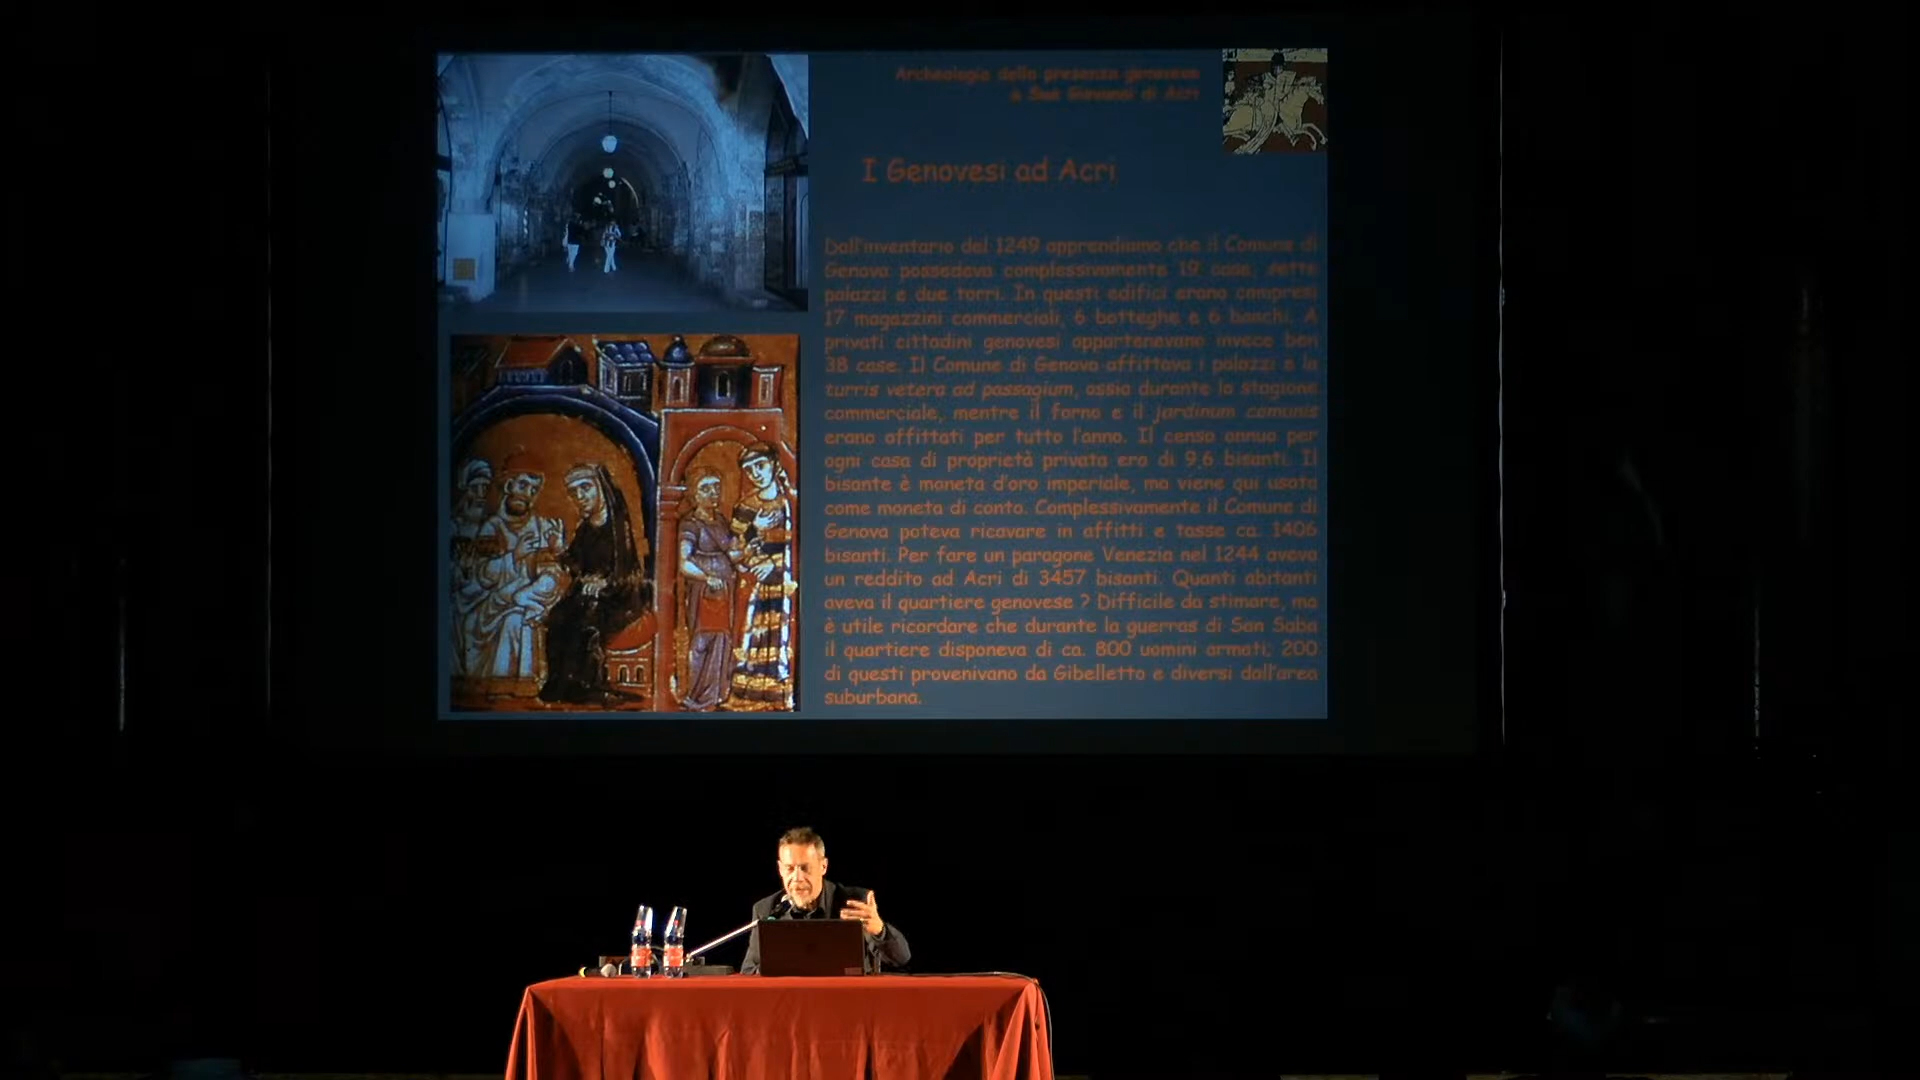 Archeologia della presenza genovese
a San Giovanni di Acri
I Genovesi ad Acri
Dall'inventario del 1249 apprendiamo che il Comune di
Genova possedeva complessivamente 19 case, sette
palazzi e due torri. In questi edifici erano compresi
17 magazzini commerciali, 6 botteghe e 6 banchi. A
privati cittadini genovesi appartenevano invece ben
38 case. Il Comune di Genova affittava i palazzi e la
turris vetera ad passagium, ossia durante la stagione
commerciale, mentre il forno e il jardinum comunis
erano affittati per tutto l'anno. Il censo annuo per
ogni casa di proprietà privata era di 9,6 bisanti. Il
bisante è moneta d'oro imperiale, ma viene qui usata
come moneta di conto. Complessivamente il Comune di
Genova poteva ricavare in affitti e tasse ca. 1406
bisanti. Per fare un paragone Venezia nel 1244 aveva
un reddito ad Acri di 3457 bisanti. Quanti abitanti
aveva il quartiere genovese ? Difficile da stimare, ma
è utile ricordare che durante la guerras di San Saba
il quartiere disponeva di ca. 800 uomini armati; 200
di questi provenivano da Gibelletto e diversi dall'area
suburbana.